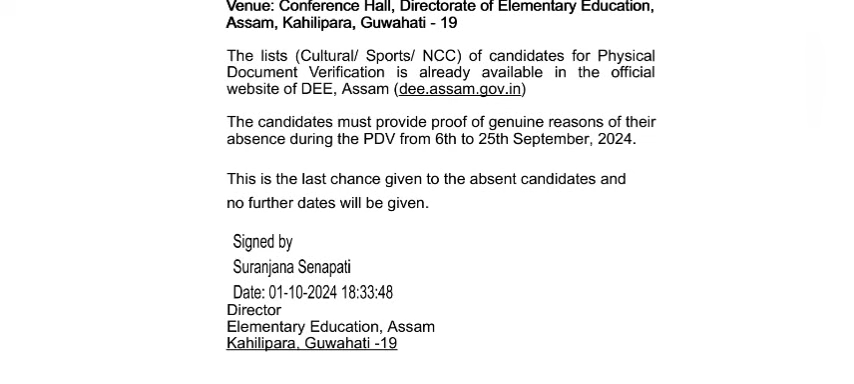 Venue: Conference Hall, Directorate of Elementary Education,
Assam, Kahilipara, Guwahati - 19
The lists (Cultural/ Sports/ NCC) of candidates for Physical
Document Verification is already available in the official
website of DEE, Assam (dee.assam.gov.in)
The candidates must provide proof of genuine reasons of their
absence during the PDV from 6th to 25th September, 2024.
This is the last chance given to the absent candidates and
no further dates will be given.
Signed by
Suranjana Senapati
Date: 01-10-2024 18:33:48
Director
Elementary Education, Assam
Kahilipara, Guwahati -19